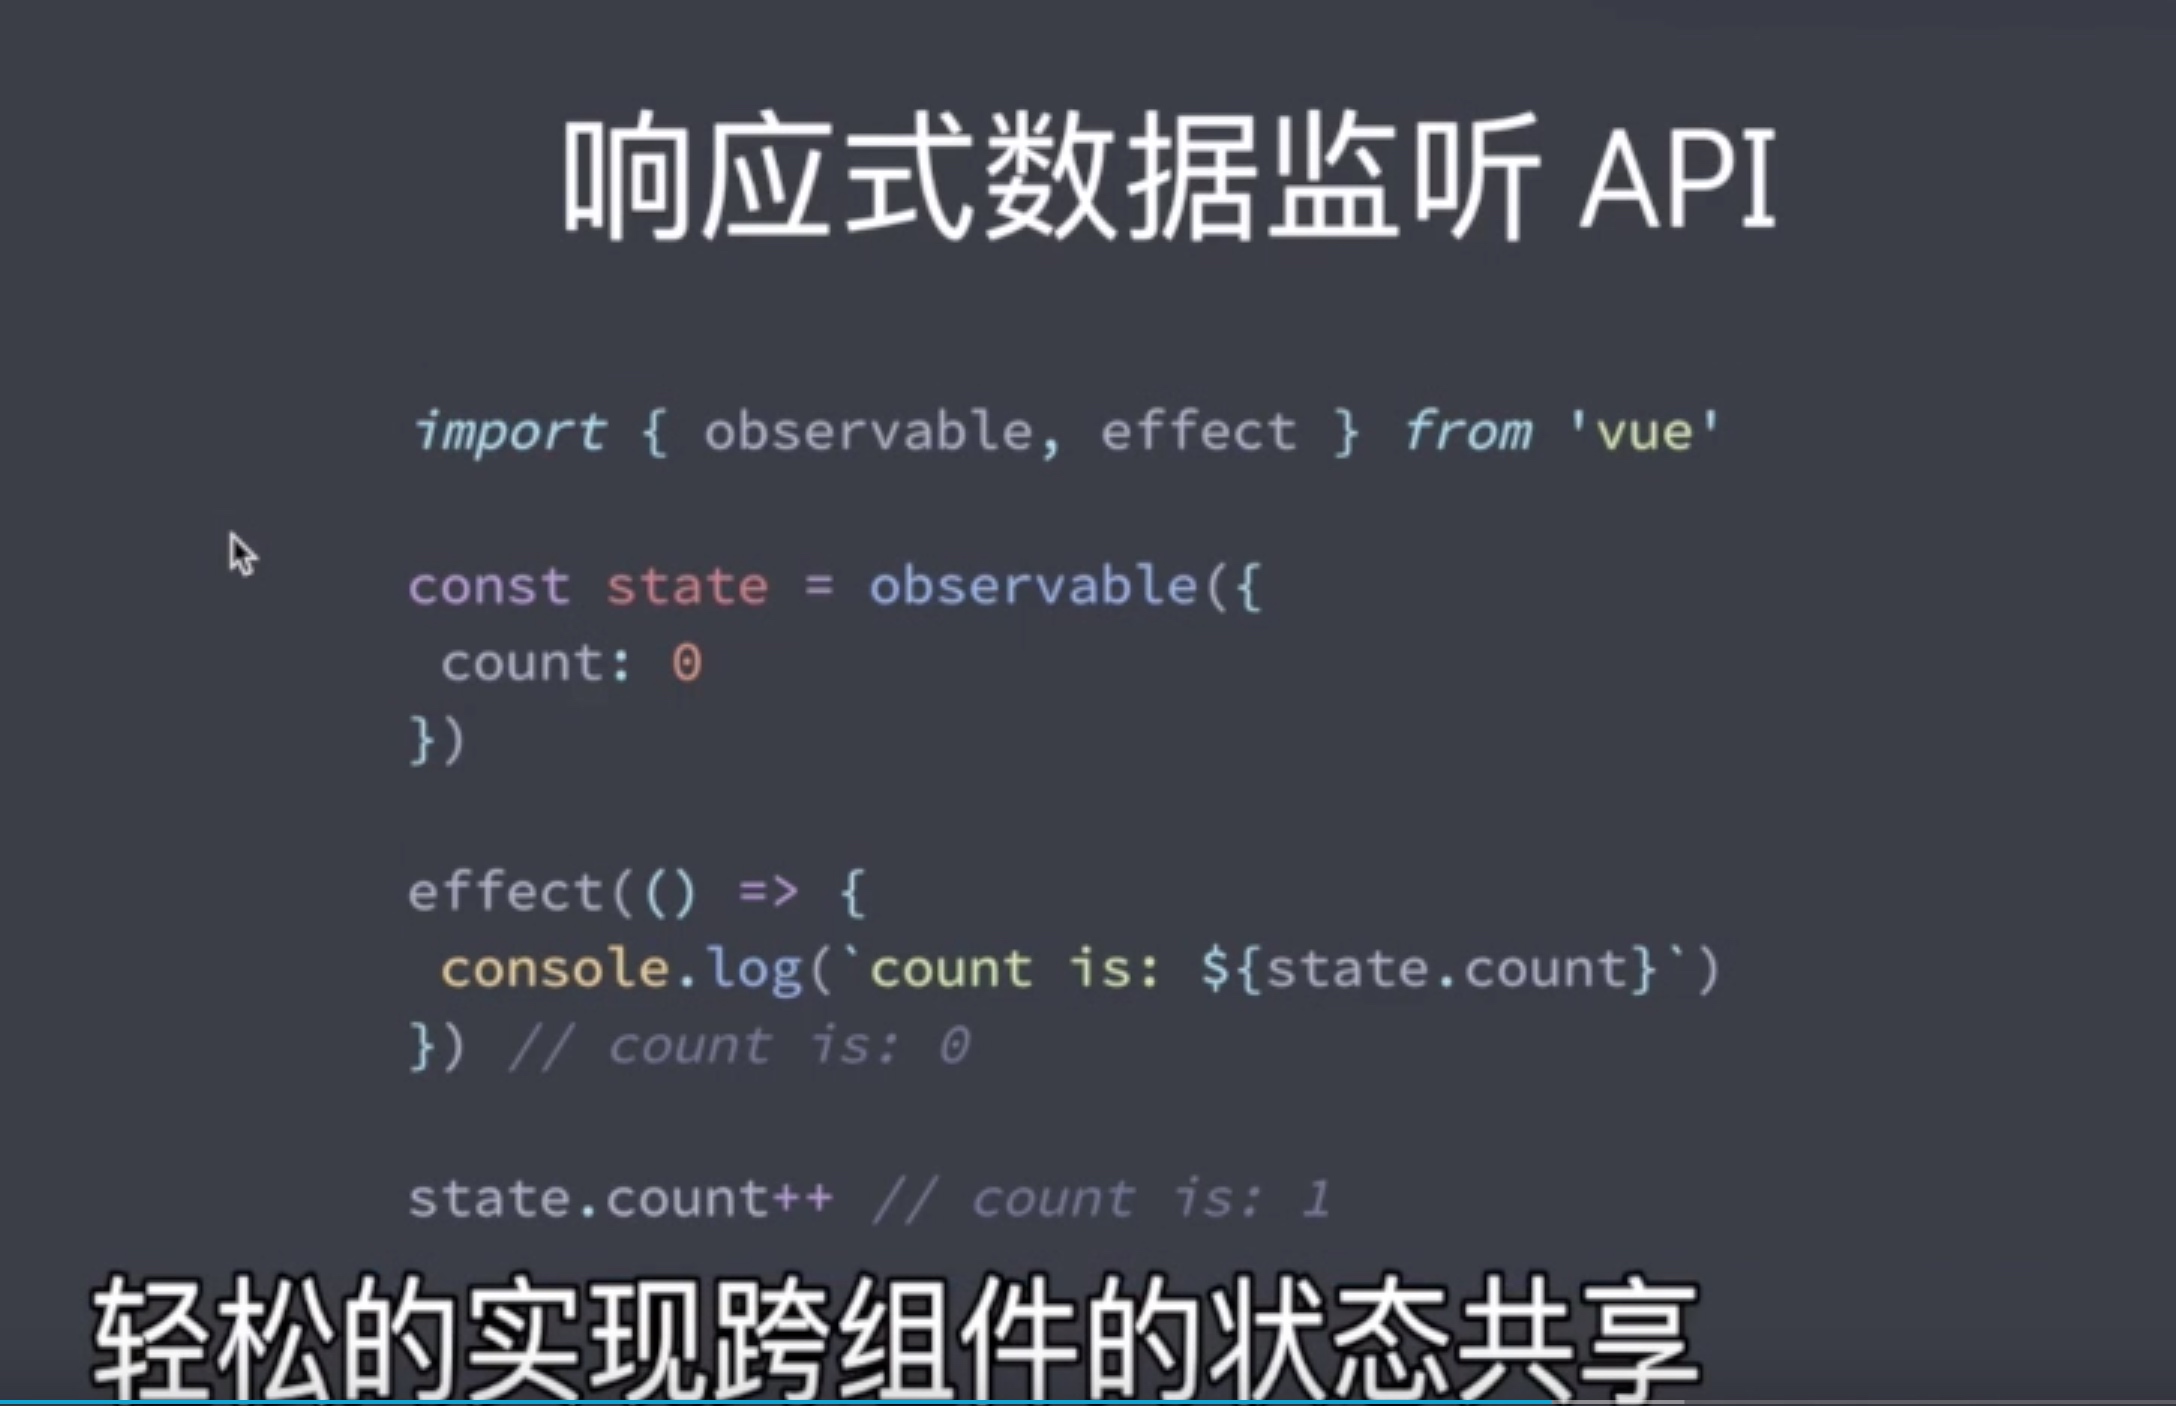 响应式数据监听 API
import { observable, effect } from 'vue'
const state = observable({
 count: 0
})
effect(() => {
 console.log(`count is: ${state.count}`)
}) // count is: 0
state.count++ // count is: 1
轻松的实现跨组件的状态共享